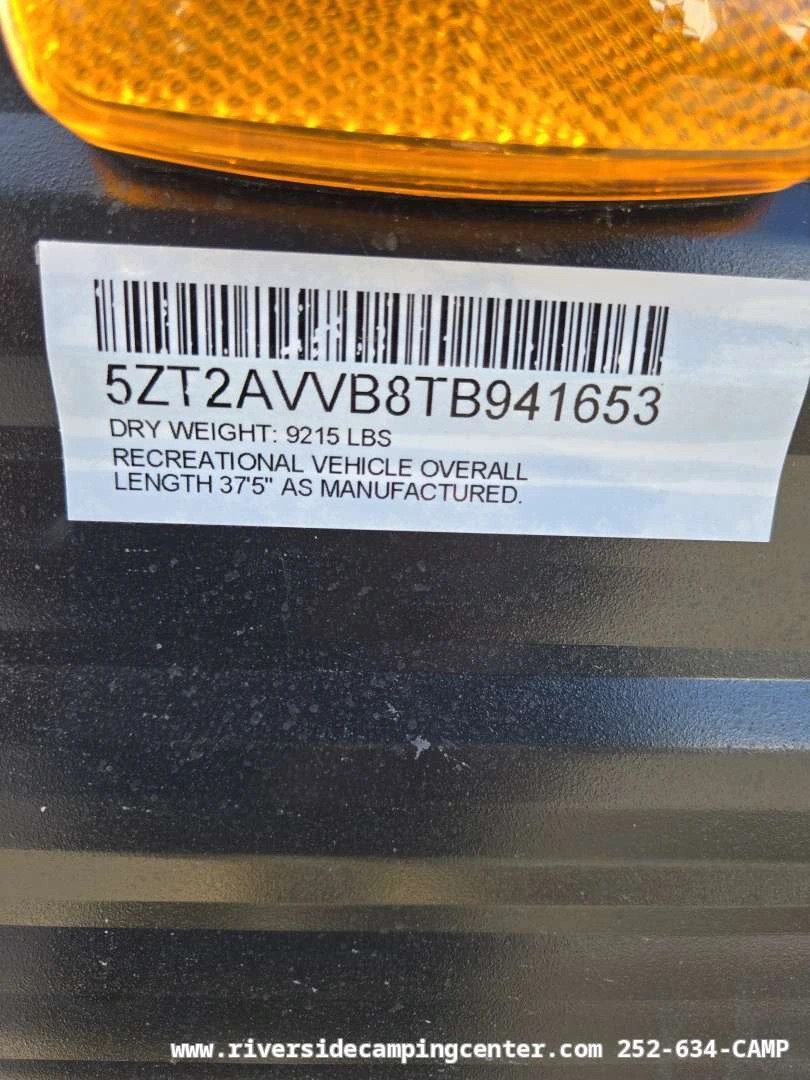 5ZT2AVVB8TB941653
DRY WEIGHT: 9215 LBS
RECREATIONAL VEHICLE OVERALL
LENGTH 37'5" AS MANUFACTURED.
www.riversidecampingcenter.com 252-634-CAMP